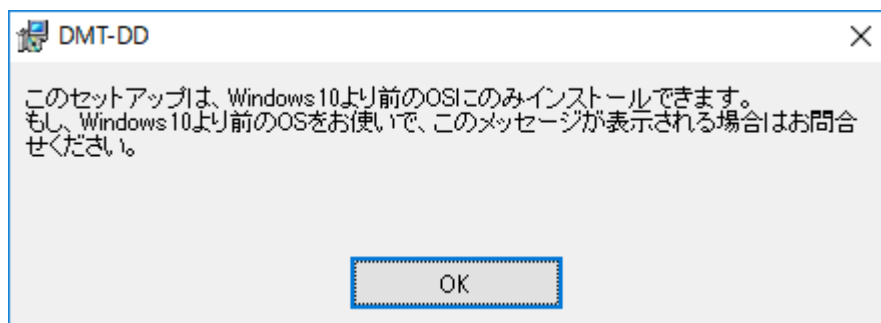 DMT-DD
このセットアップは、Windows10より前のOSにのみインストールできます。
もし、Windows10より前のOSをお使いで、このメッセージが表示される場合はお問合
せください。
OK